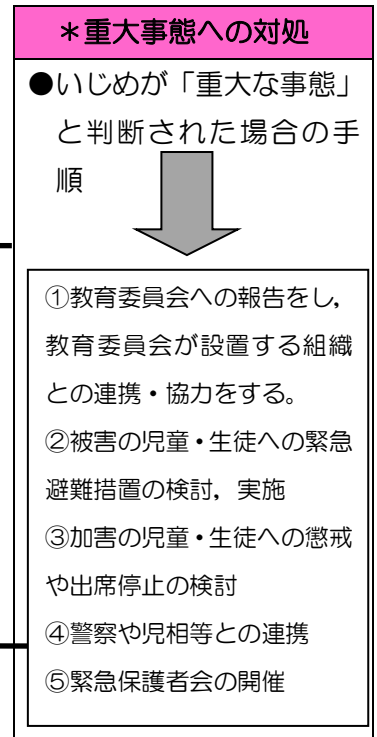 ＊重大事態への対処
●いじめが「重大な事態」
と判断された場合の手
順
①教育委員会への報告をし，
教育委員会が設置する組織
との連携・協力をする。
②被害の児童・生徒への緊急
避難措置の検討，実施
③加害の児童・生徒への懲戒
や出席停止の検討
④警察や児相等との連携
⑤緊急保護者会の開催